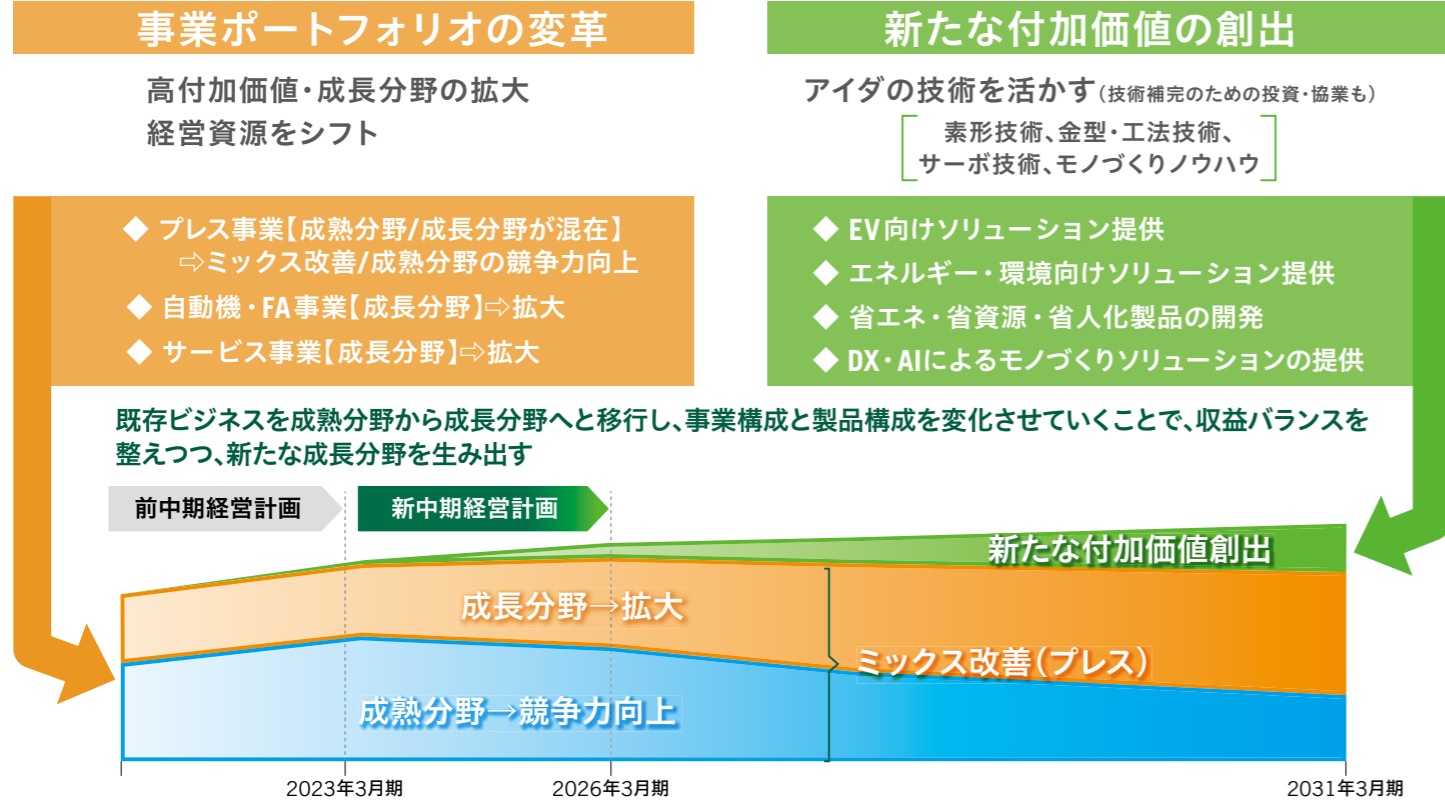 事業ポートフォリオの変革
高付加価値・成長分野の拡大
経営資源をシフト
◆ プレス事業【成熟分野/成長分野が混在】
⇨ミックス改善/成熟分野の競争力向上
◆ 自動機・FA事業【成長分野】⇨拡大
◆ サービス事業【成長分野】⇨拡大
新たな付加価値の創出
アイダの技術を活かす(技術補完のための投資・協業も)
素形技術、金型・工法技術、
サーボ技術、モノづくりノウハウ
◆ EV向けソリューション提供
◆ エネルギー・環境向けソリューション提供
◆ 省エネ・省資源・省人化製品の開発
◆ DX・AIによるモノづくりソリューションの提供
既存ビジネスを成熟分野から成長分野へと移行し、事業構成と製品構成を変化させていくことで、収益バランスを
整えつつ、新たな成長分野を生み出す
前中期経営計画
新中期経営計画
新たな付加価値創出
成長分野→拡大
ミックス改善(プレス)
成熟分野→競争力向上
2023年3月期
2026年3月期
2031年3月期